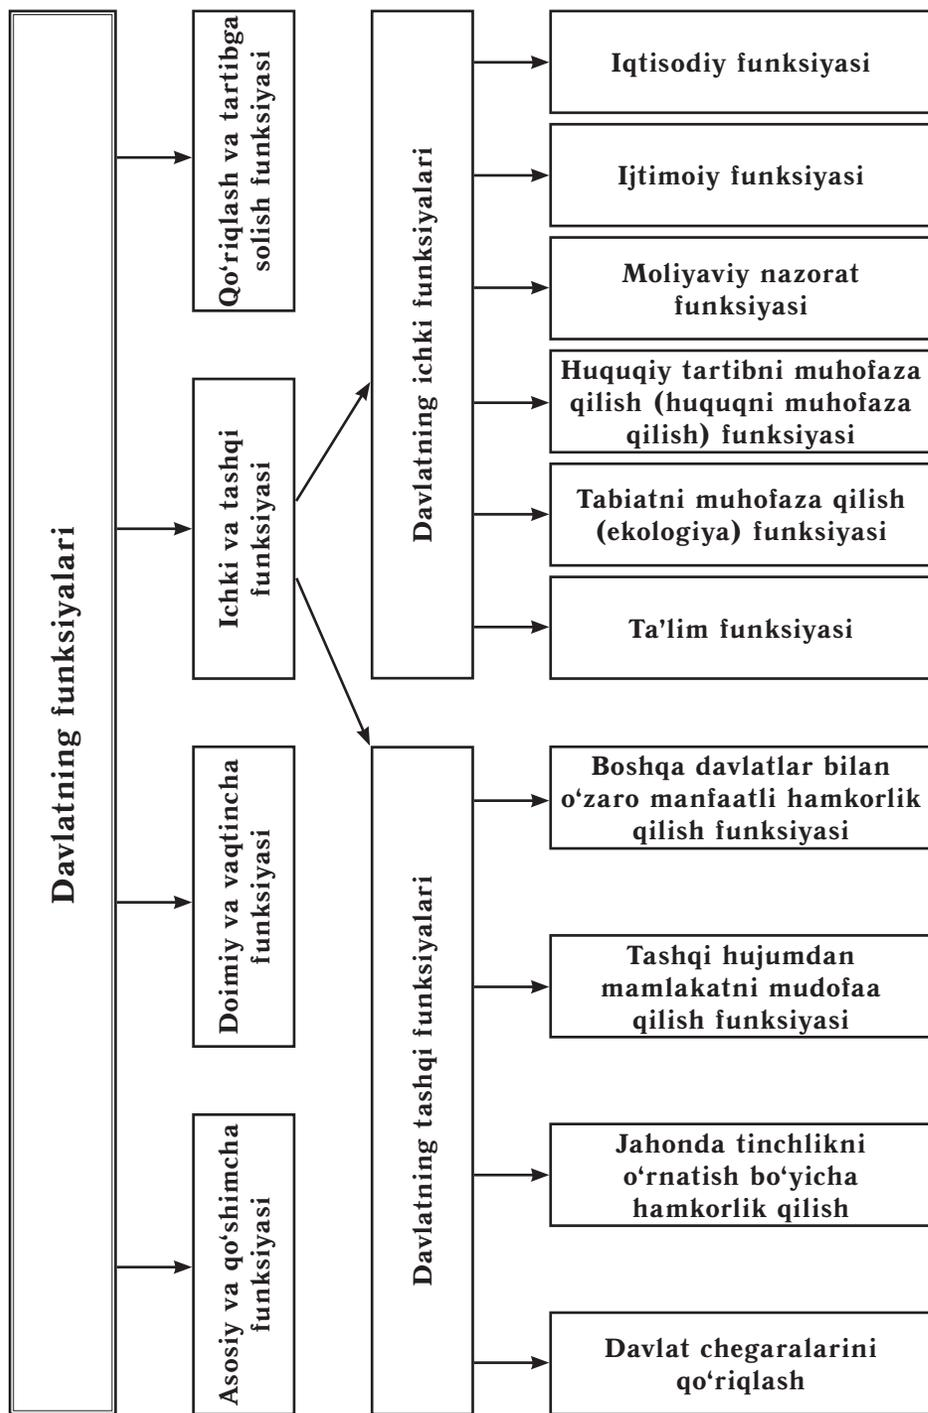 Davlatning funksiyalari
Qo‘riqlash va tartibga
solish funksiyasi
Ichki va tashqi
funksiyasi
Doimiy va vaqtincha
funksiyasi
Asosiy va qo‘shimcha
funksiyasi
Davlatning ichki funksiyalari
Iqtisodiy funksiyasi
Ijtimoiy funksiyasi
Moliyaviy nazorat
funksiyasi
Huquqiy tartibni muhofaza
qilish (huquqni muhofaza
qilish) funksiyasi
Tabiatni muhofaza qilish
(ekologiya) funksiyasi
Ta’lim funksiyasi
Davlatning tashqi funksiyalari
Boshqa davlatlar bilan
o‘zaro manfaatli hamkorlik
qilish funksiyasi
Tashqi hujumdan
mamlakatni mudofaa
qilish funksiyasi
Jahonda tinchlikni
o‘rnatish bo‘yicha
hamkorlik qilish
Davlat chegaralarini
qo‘riqlash